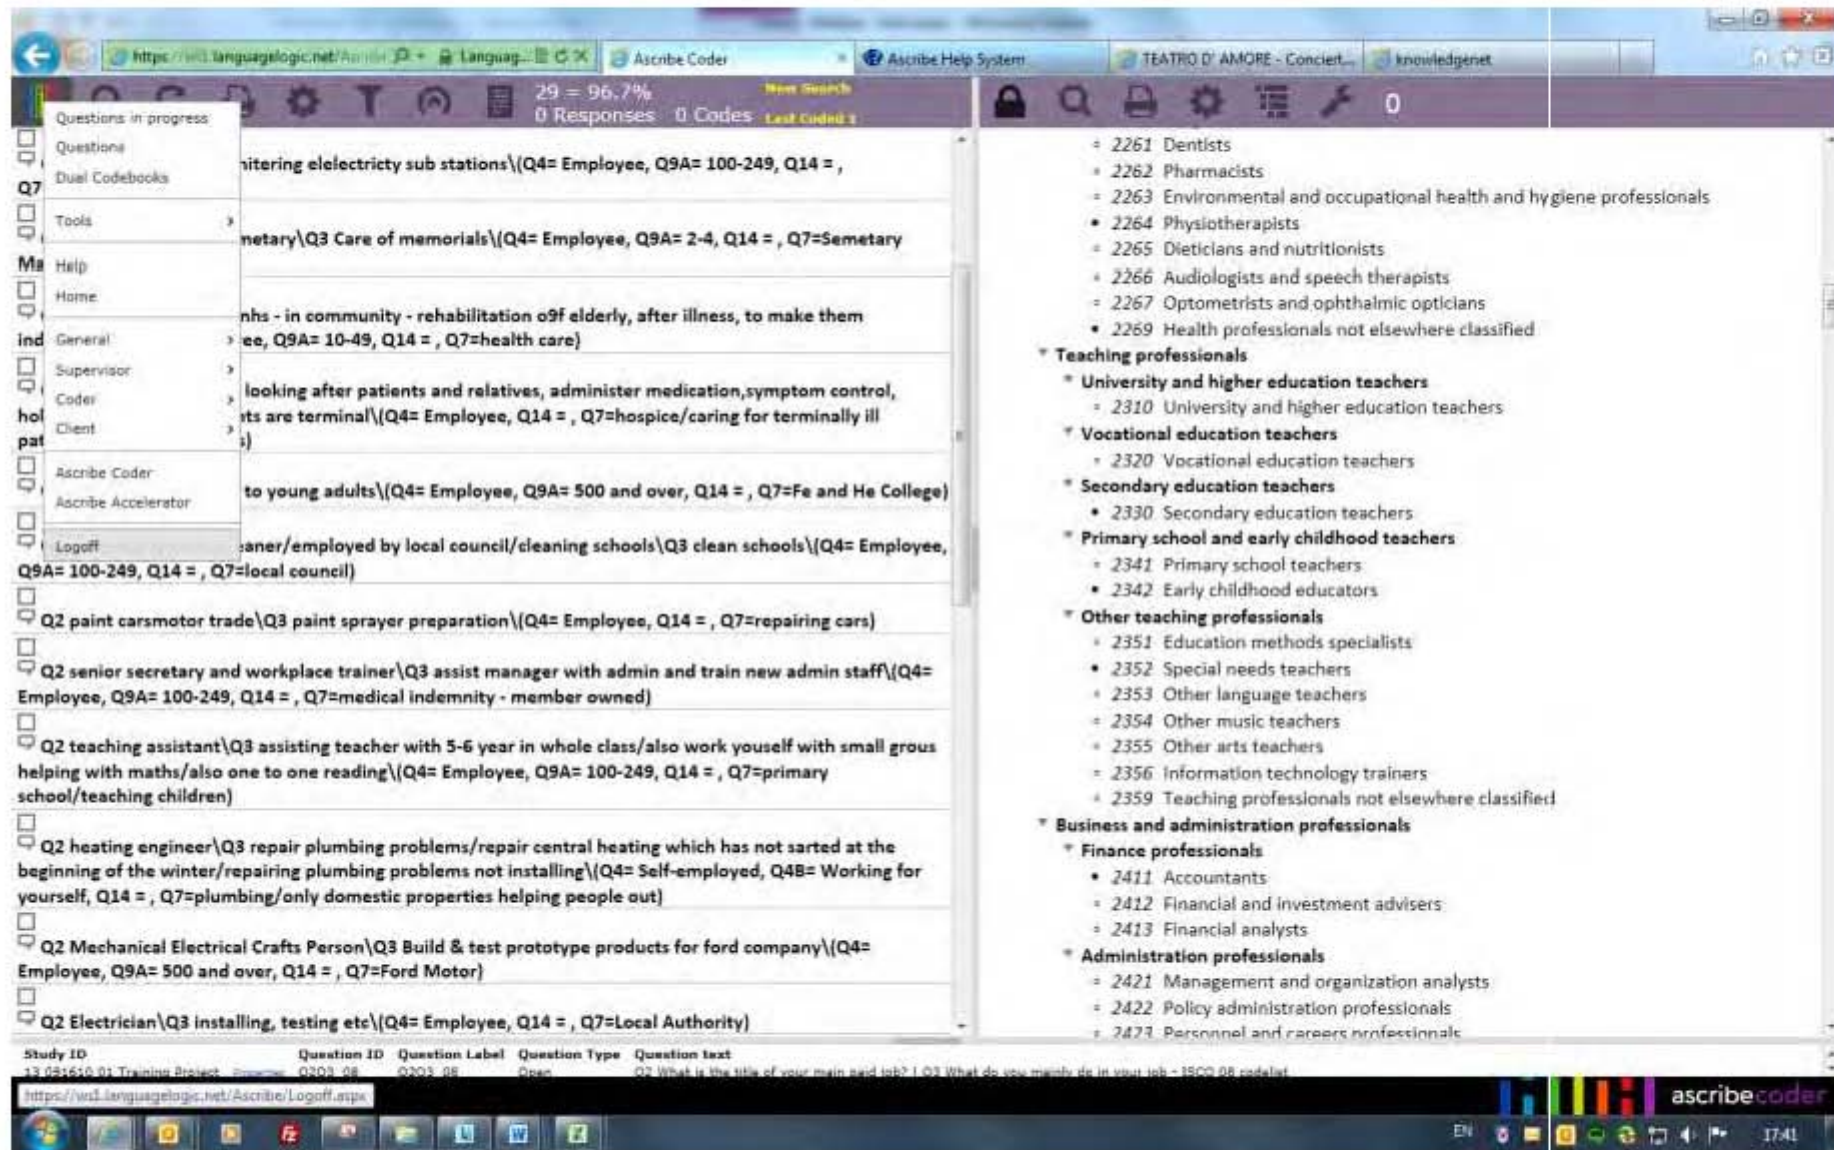 https://ws1.languagelogic.net/
Languag...
Ascribe Coder
Ascribe Help System
TEATRO D' AMORE - Conciert...
knowledgenet
29 = 96.7%
0 Responses 0 Codes
New Search
Last Coded 1
0
Questions in progress
Questions
Dual Codebooks
Tools
Help
Home
General
Supervisor
Coder
Client
Ascribe Coder
Ascribe Accelerator
Logoff
nitering elelectricty sub stations\(Q4= Employee, Q9A= 100-249, Q14 = ,
Q7
metary\Q3 Care of memorials\(Q4= Employee, Q9A= 2-4, Q14 = , Q7=Semetary
Ma
nhs - in community - rehabilitation o9f elderly, after illness, to make them
ind ee, Q9A= 10-49, Q14 = , Q7=health care)
looking after patients and relatives, administer medication,symptom control,
hol ts are terminal\(Q4= Employee, Q14 = , Q7=hospice/caring for terminally ill
pat s)
to young adults\(Q4= Employee, Q9A= 500 and over, Q14 = , Q7=Fe and He College)
eaner/employed by local council/cleaning schools\Q3 clean schools\(Q4= Employee,
Q9A= 100-249, Q14 = , Q7=local council)
Q2 paint carsmotor trade\Q3 paint sprayer preparation\(Q4= Employee, Q14 = , Q7=repairing cars)
Q2 senior secretary and workplace trainer\Q3 assist manager with admin and train new admin staff\(Q4=
Employee, Q9A= 100-249, Q14 = , Q7=medical indemnity - member owned)
Q2 teaching assistant\Q3 assisting teacher with 5-6 year in whole class/also work youself with small grous
helping with maths/also one to one reading\(Q4= Employee, Q9A= 100-249, Q14 = , Q7=primary
school/teaching children)
Q2 heating engineer\Q3 repair plumbing problems/repair central heating which has not sarted at the
beginning of the winter/repairing plumbing problems not installing\(Q4= Self-employed, Q4B= Working for
yourself, Q14 = , Q7=plumbing/only domestic properties helping people out)
Q2 Mechanical Electrical Crafts Person\Q3 Build & test prototype products for ford company\(Q4=
Employee, Q9A= 500 and over, Q14 = , Q7=Ford Motor)
Q2 Electrician\Q3 installing, testing etc\(Q4= Employee, Q14 = , Q7=Local Authority)
2261 Dentists
2262 Pharmacists
2263 Environmental and occupational health and hygiene professionals
2264 Physiotherapists
2265 Dieticians and nutritionists
2266 Audiologists and speech therapists
2267 Optometrists and ophthalmic opticians
2269 Health professionals not elsewhere classified
Teaching professionals
University and higher education teachers
2310 University and higher education teachers
Vocational education teachers
2320 Vocational education teachers
Secondary education teachers
2330 Secondary education teachers
Primary school and early childhood teachers
2341 Primary school teachers
2342 Early childhood educators
Other teaching professionals
2351 Education methods specialists
2352 Special needs teachers
2353 Other language teachers
2354 Other music teachers
2355 Other arts teachers
2356 Information technology trainers
2359 Teaching professionals not elsewhere classified
Business and administration professionals
Finance professionals
2411 Accountants
2412 Financial and investment advisers
2413 Financial analysts
Administration professionals
2421 Management and organization analysts
2422 Policy administration professionals
2423 Personnel and careers professionals
Study ID Question ID Question Label Question Type Question text
13 091610 01 Training Project Properties Q2Q3_08 Q2Q3_08 Open Q2 What is the title of your main paid job? | Q3 What do you mainly do in your job - ISCO 08 codelist
https://ws1.languagelogic.net/Ascribe/Logoff.aspx
ascribecoder
EN
17:41